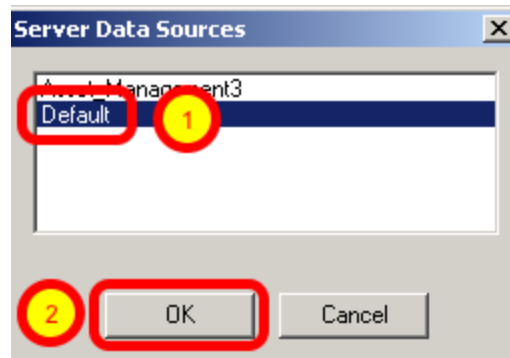 Server Data Sources
Asset_Management3
Default
1
2
OK
Cancel